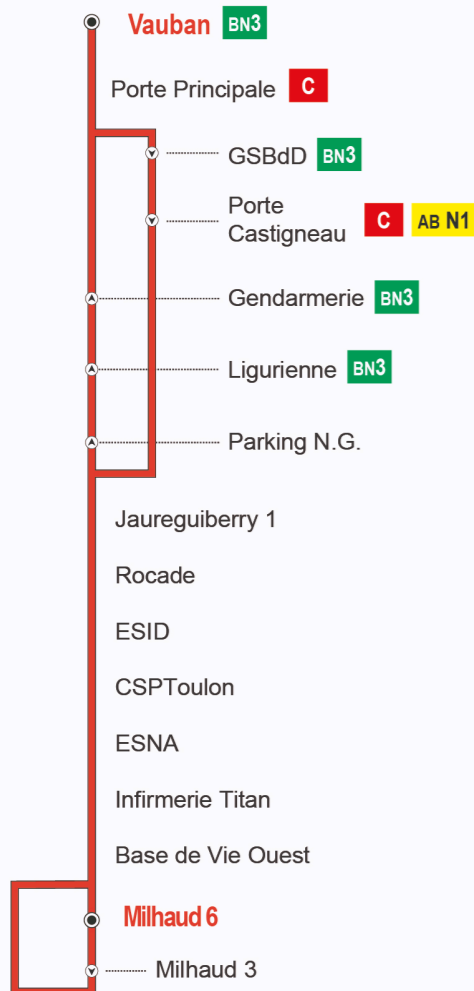 Vauban BN3
Porte Principale C
GSBdD BN3
Porte
Castigneau C AB N1
Gendarmerie BN3
Ligurienne BN3
Parking N.G.
Jaureguiberry 1
Rocade
ESID
CSPToulon
ESNA
Infirmerie Titan
Base de Vie Ouest
Milhaud 6
Milhaud 3